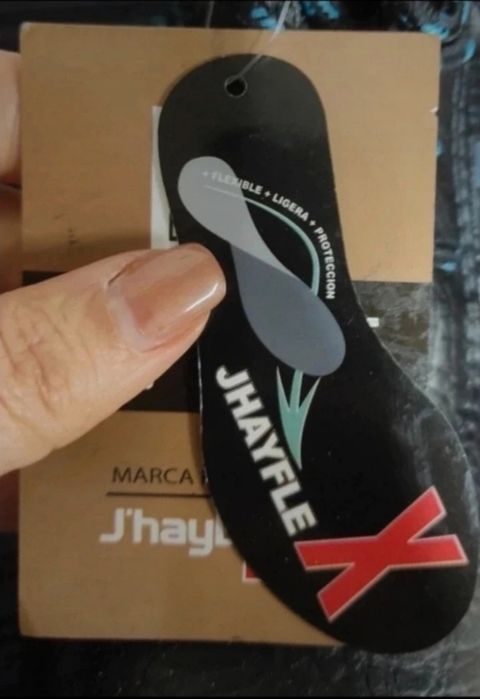 + FLEXIBLE + LIGERA + PROTECCION
JHAYFLEX
MARCA
J'hay